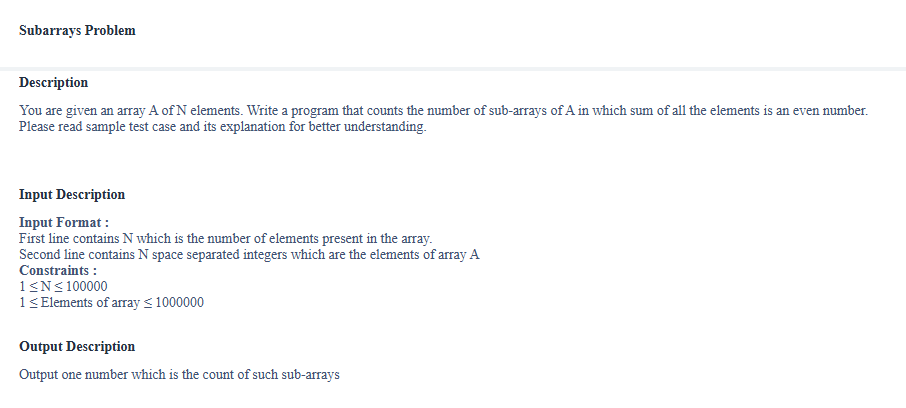 Subarrays Problem
Description
You are given an array A of N elements. Write a program that counts the number of sub-arrays of A in which sum of all the elements is an even number.
Please read sample test case and its explanation for better understanding.
Input Description
Input Format :
First line contains N which is the number of elements present in the array.
Second line contains N space separated integers which are the elements of array A
Constraints :
1 ≤ N ≤ 100000
1 ≤ Elements of array ≤ 1000000
Output Description
Output one number which is the count of such sub-arrays